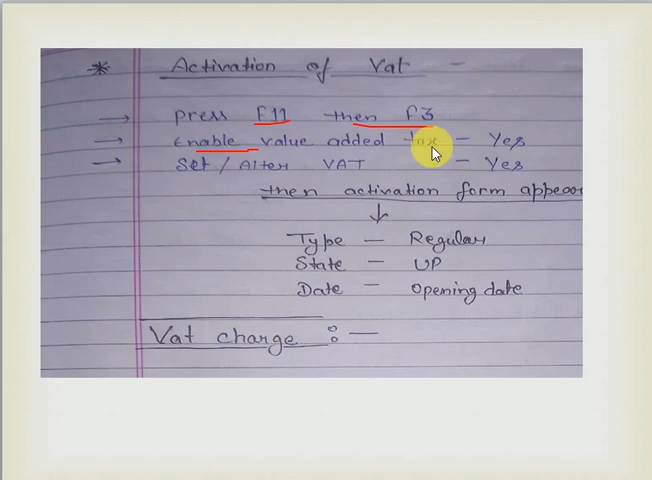 * Activation of Vat -
→ Press F11 then F3
→ Enable value added tax - Yes
→ Set / Alter VAT - Yes
then activation form appear
↓
Type - Regular
State - UP
Date - Opening date
Vat charge :-